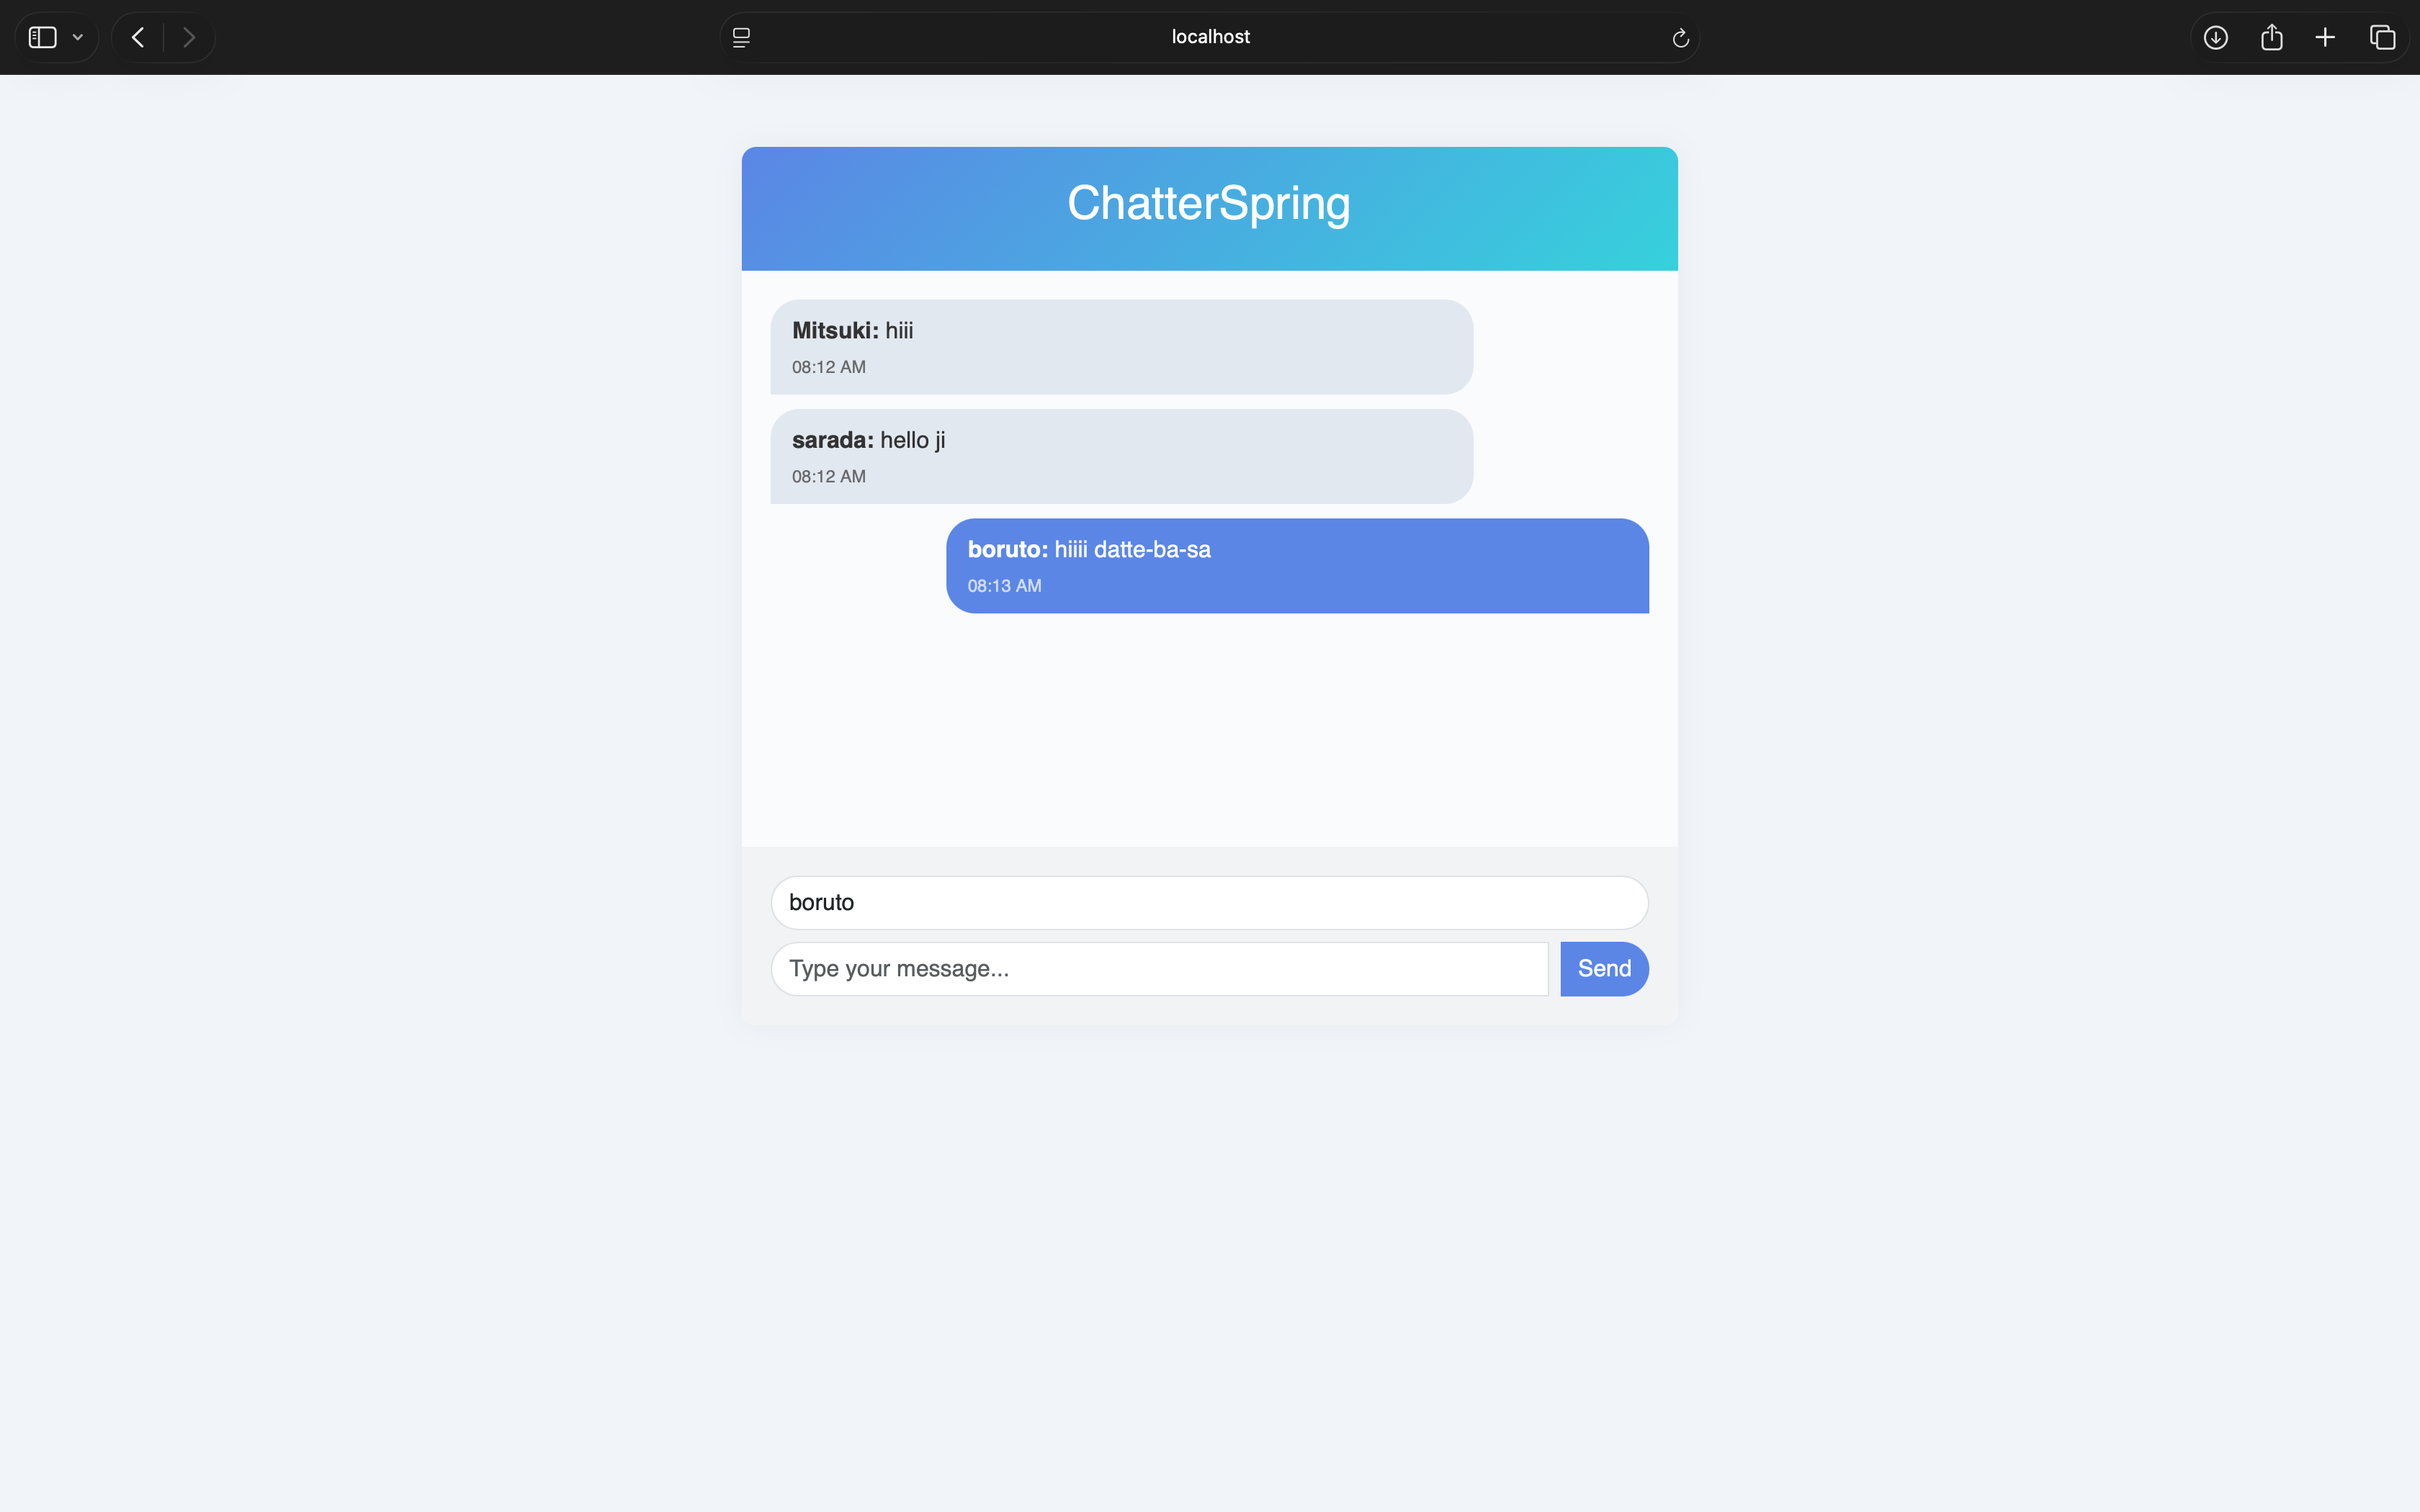 localhost
ChatterSpring
Mitsuki: hiii
08:12 AM
sarada: hello ji
08:12 AM
boruto: hiiii datte-ba-sa
08:13 AM
boruto
Type your message...
Send